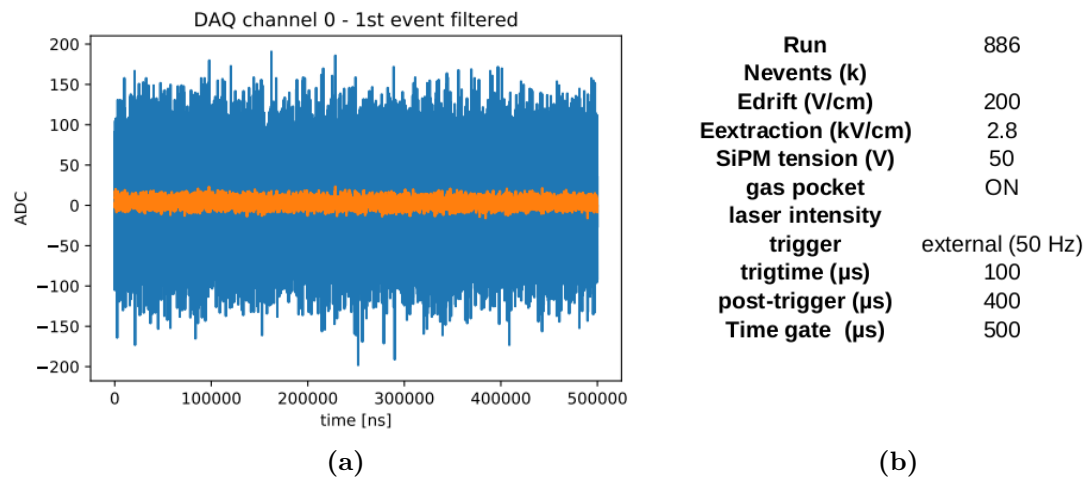 DAQ channel 0 - 1st event filtered
200
150
100
50
0
−50
−100
−150
−200
ADC
0 100000 200000 300000 400000 500000
time [ns]
(a)
Run 886
Nevents (k)
Edrift (V/cm) 200
Eextraction (kV/cm) 2.8
SiPM tension (V) 50
gas pocket ON
laser intensity
trigger external (50 Hz)
trigtime (µs) 100
post-trigger (µs) 400
Time gate (µs) 500
(b)